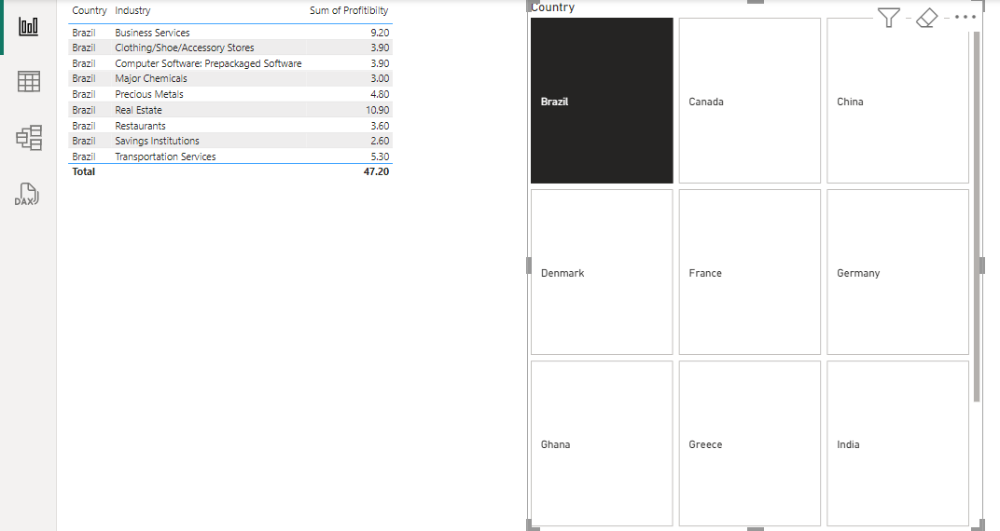 Country Industry Sum of Profitibilty
Brazil Business Services 9.20
Brazil Clothing/Shoe/Accessory Stores 3.90
Brazil Computer Software: Prepackaged Software 3.90
Brazil Major Chemicals 3.00
Brazil Precious Metals 4.80
Brazil Real Estate 10.90
Brazil Restaurants 3.60
Brazil Savings Institutions 2.60
Brazil Transportation Services 5.30
Total 47.20
DAX
Country
Brazil Canada China
Denmark France Germany
Ghana Greece India